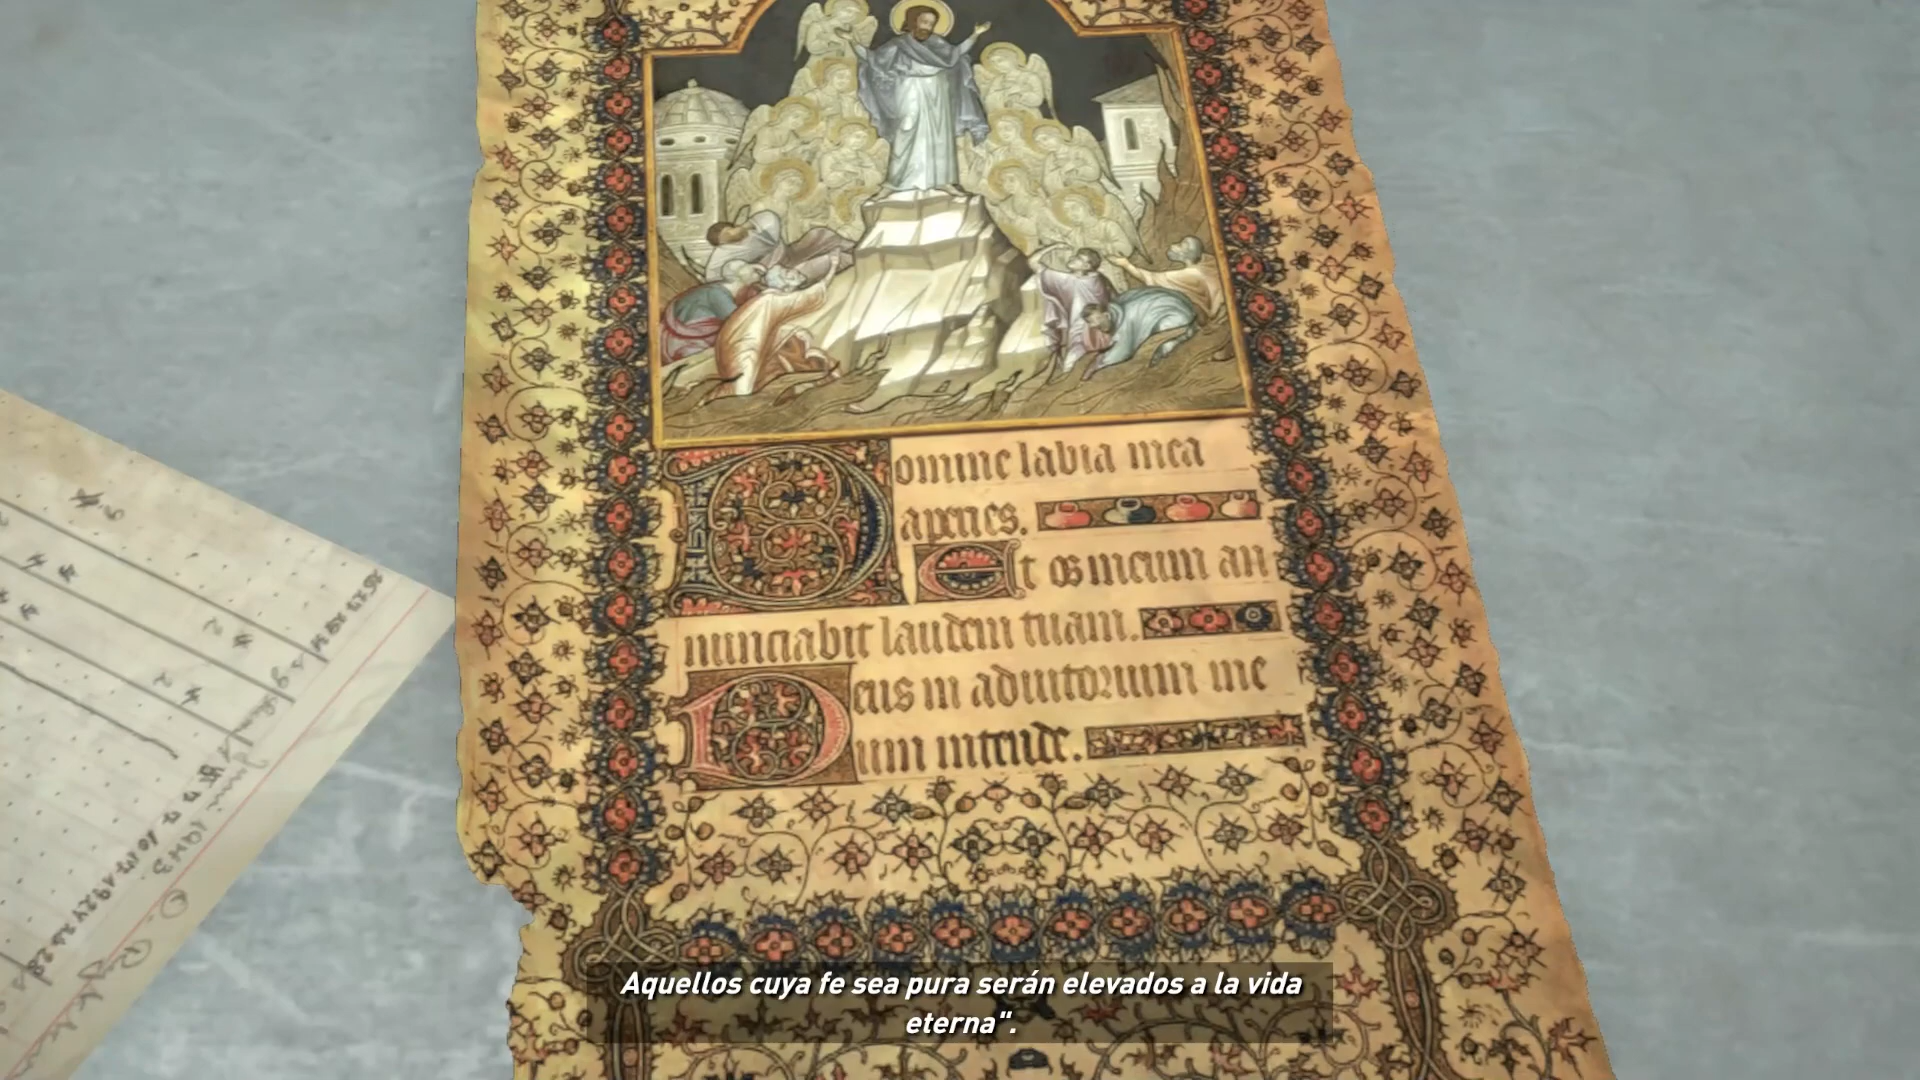 Domine labia mea
aperies.
Et os meum an
nunciabit laudem tuam.
Deus in adiutorium me
um intende.
Aquellos cuya fe sea pura serán elevados a la vida
eterna".